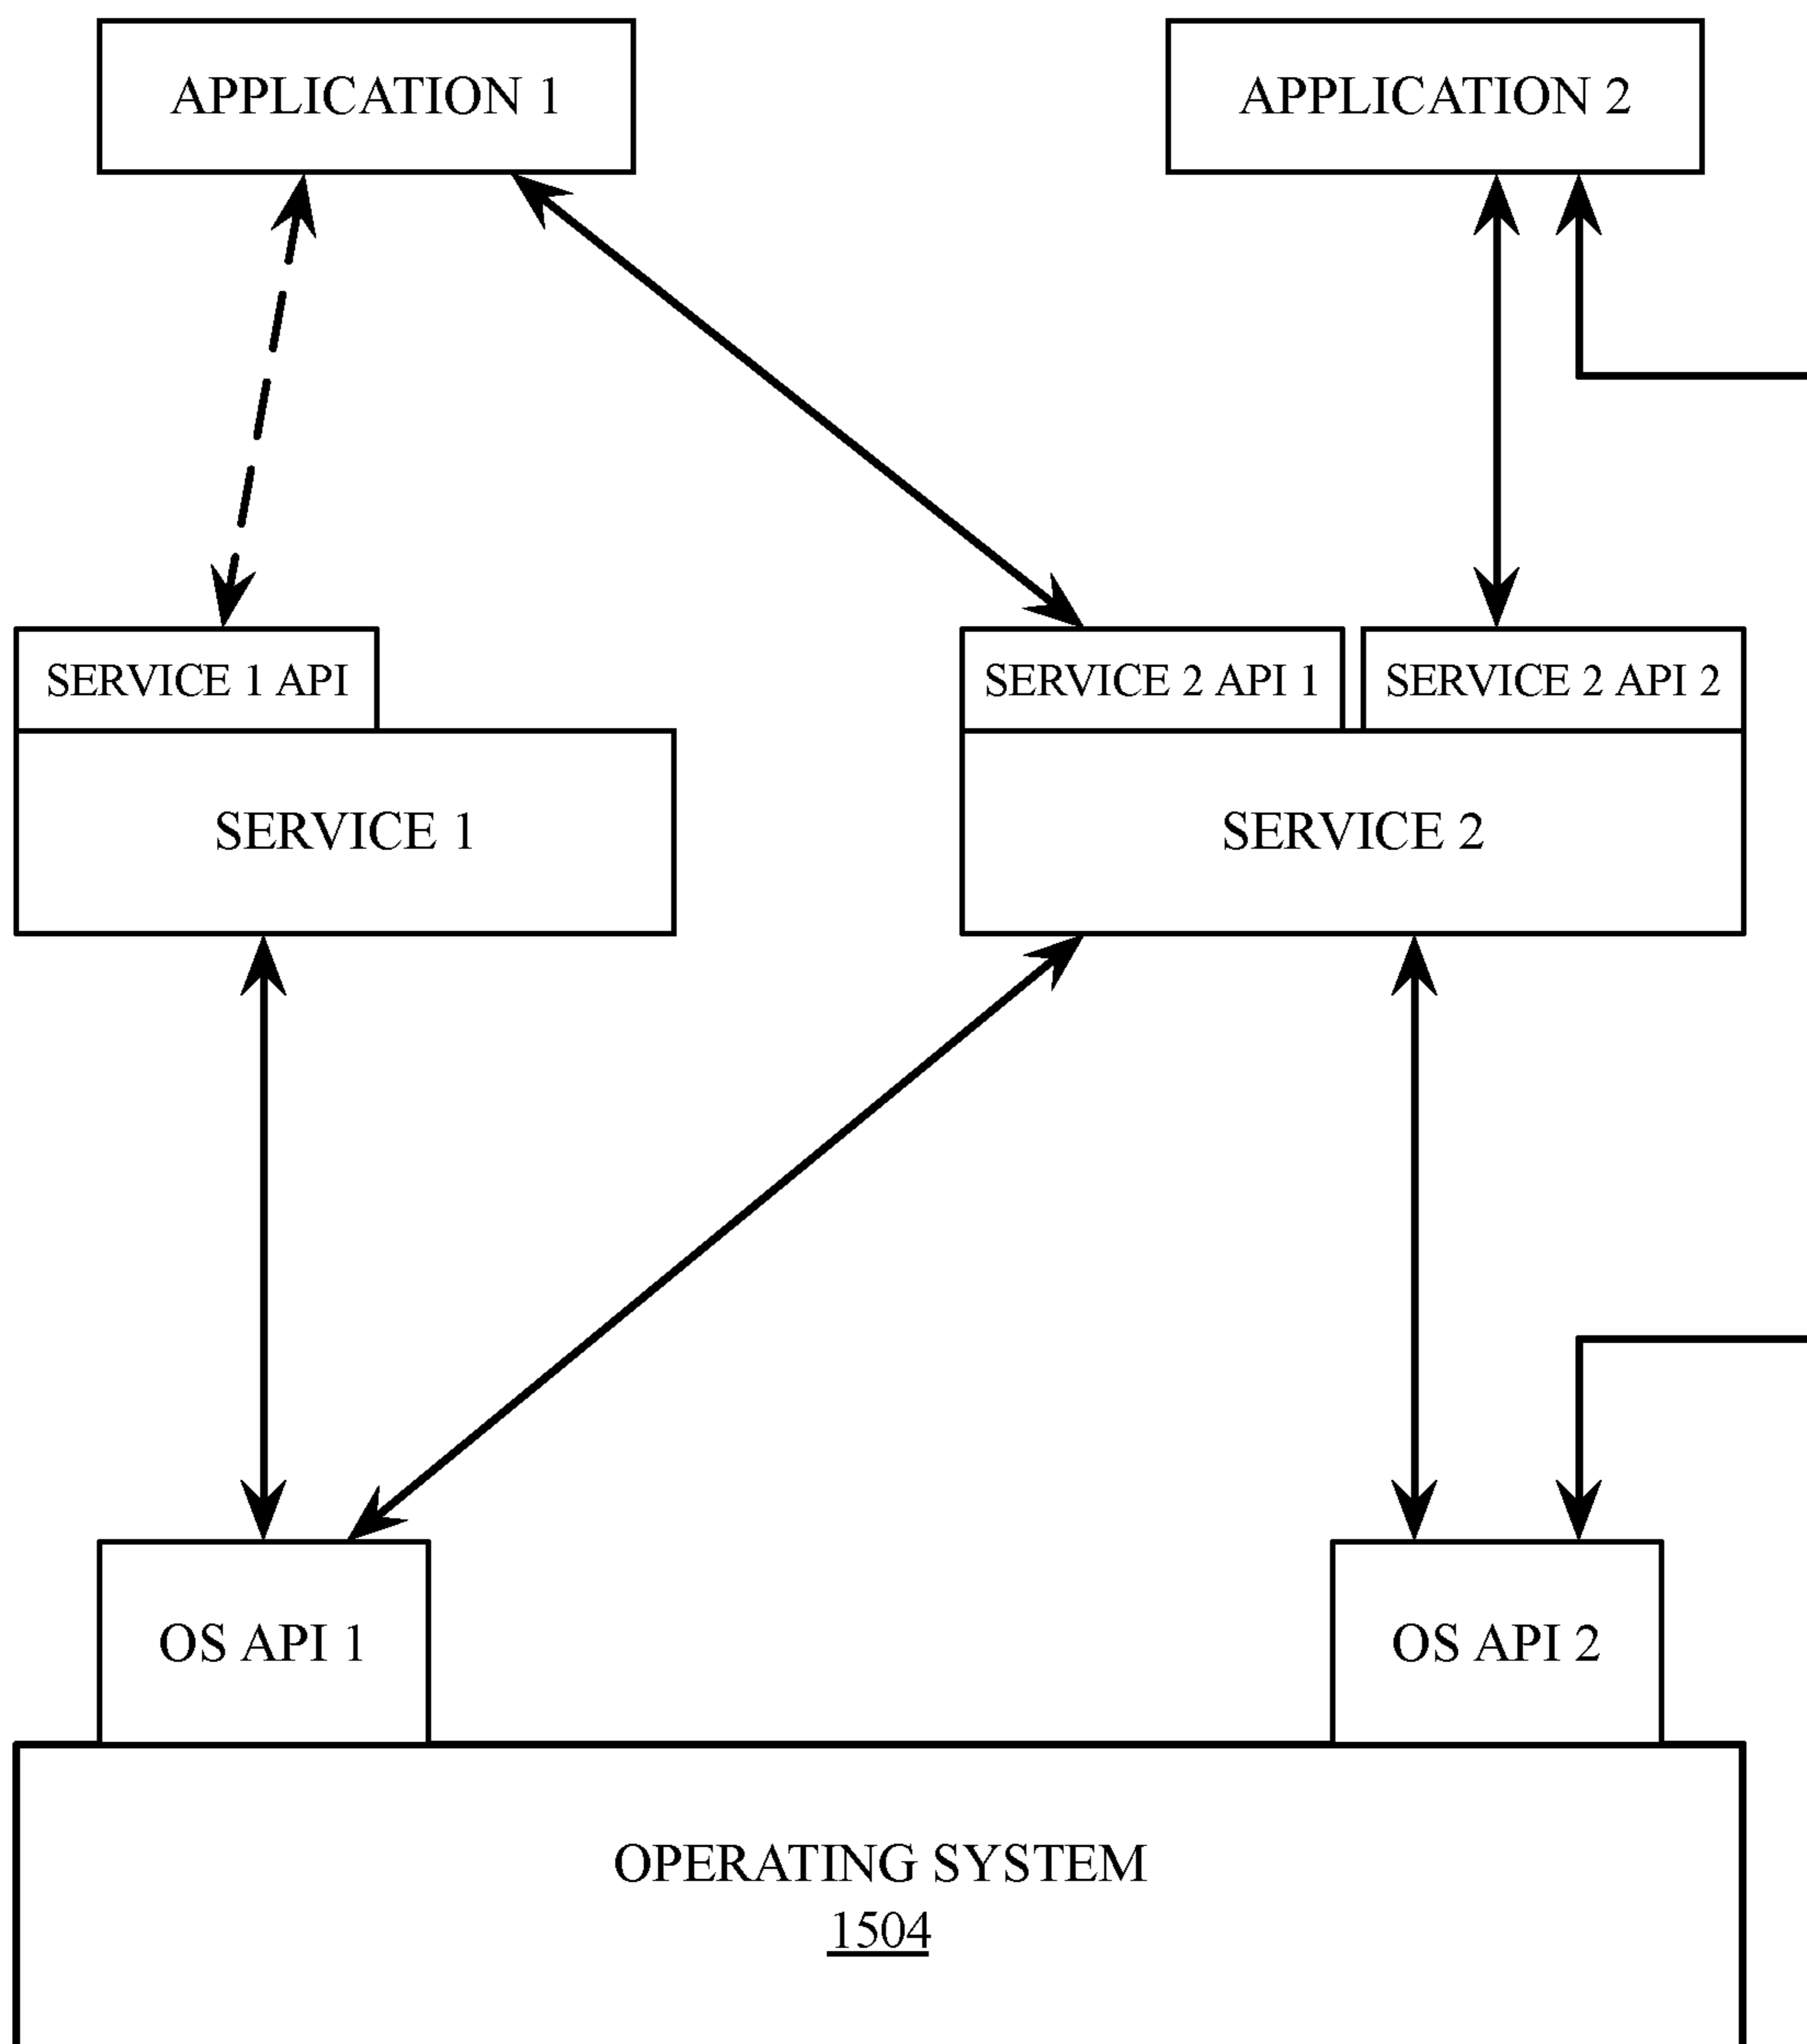 APPLICATION 1
APPLICATION 2
SERVICE 1 API
SERVICE 2 API 1
SERVICE 2 API 2
SERVICE 1
SERVICE 2
OS API 1
OS API 2
OPERATING SYSTEM
1504